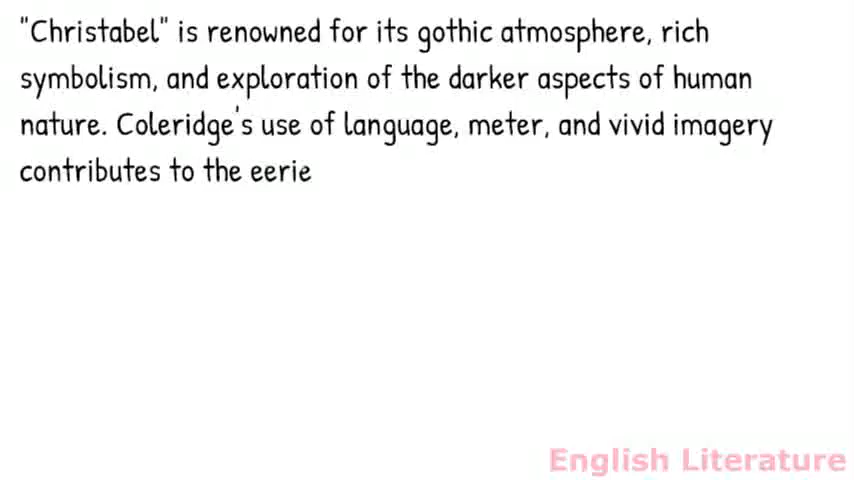 "Christabel" is renowned for its gothic atmosphere, rich
symbolism, and exploration of the darker aspects of human
nature. Coleridge's use of language, meter, and vivid imagery
contributes to the eerie
English Literature